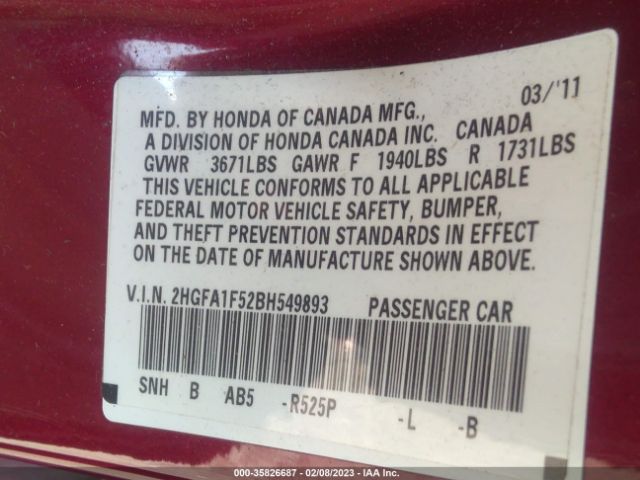 03/'11
MFD. BY HONDA OF CANADA MFG.,
A DIVISION OF HONDA CANADA INC. CANADA
GVWR 3671LBS GAWR F 1940LBS R 1731LBS
THIS VEHICLE CONFORMS TO ALL APPLICABLE
FEDERAL MOTOR VEHICLE SAFETY, BUMPER,
AND THEFT PREVENTION STANDARDS IN EFFECT
ON THE DATE OF MANUFACTURE SHOWN ABOVE.
V.I.N. 2HGFA1F52BH549893 PASSENGER CAR
SNH B AB5 -R525P -L -B
000-35826687 - 02/08/2023 - IAA Inc.